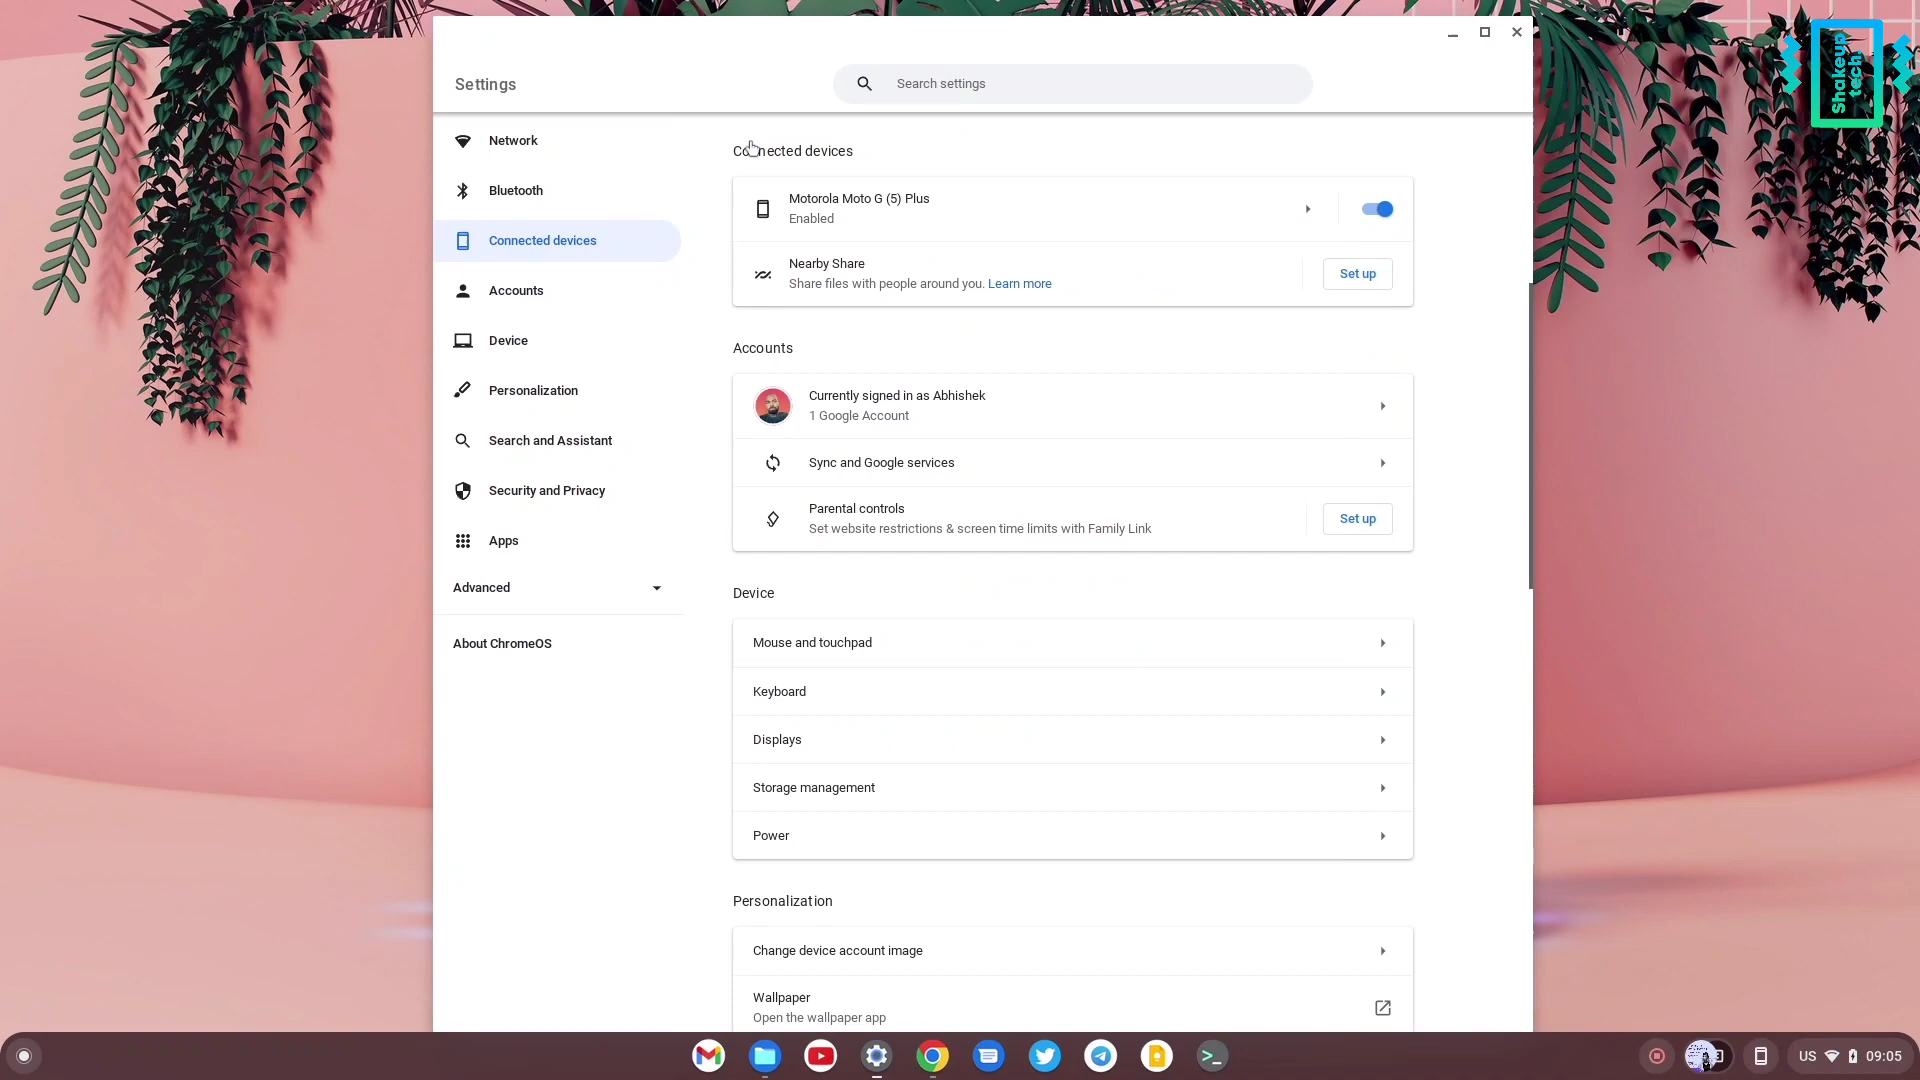 Settings
Search settings
Network
Bluetooth
Connected devices
Accounts
Device
Personalization
Search and Assistant
Security and Privacy
Apps
Advanced
About ChromeOS
Connected devices
Motorola Moto G (5) Plus
Enabled
Nearby Share
Share files with people around you. Learn more
Set up
Accounts
Currently signed in as Abhishek
1 Google Account
Sync and Google services
Parental controls
Set website restrictions & screen time limits with Family Link
Set up
Device
Mouse and touchpad
Keyboard
Displays
Storage management
Power
Personalization
Change device account image
Wallpaper
Open the wallpaper app
Shakeup
tech.
US
09:05